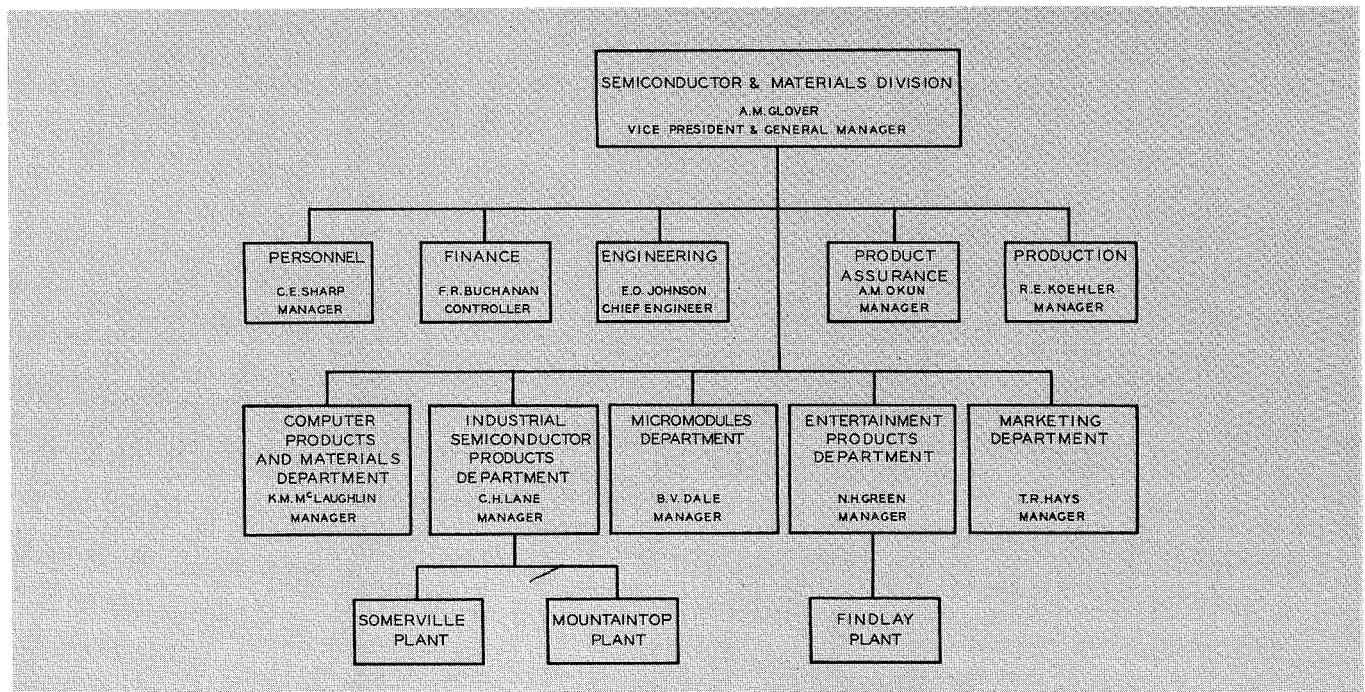 SEMICONDUCTOR & MATERIALS DIVISION
A.M. GLOVER
VICE PRESIDENT & GENERAL MANAGER
PERSONNEL
C.E. SHARP
MANAGER
FINANCE
F.R. BUCHANAN
CONTROLLER
ENGINEERING
E.O. JOHNSON
CHIEF ENGINEER
PRODUCT
ASSURANCE
A.M. OKUN
MANAGER
PRODUCTION
R.E. KOEHLER
MANAGER
COMPUTER
PRODUCTS
AND MATERIALS
DEPARTMENT
K.M. McLAUGHLIN
MANAGER
INDUSTRIAL
SEMICONDUCTOR
PRODUCTS
DEPARTMENT
C.H. LANE
MANAGER
MICROMODULES
DEPARTMENT
B.V. DALE
MANAGER
ENTERTAINMENT
PRODUCTS
DEPARTMENT
N.H. GREEN
MANAGER
MARKETING
DEPARTMENT
T.R. HAYS
MANAGER
SOMERVILLE
PLANT
MOUNTAINTOP
PLANT
FINDLAY
PLANT